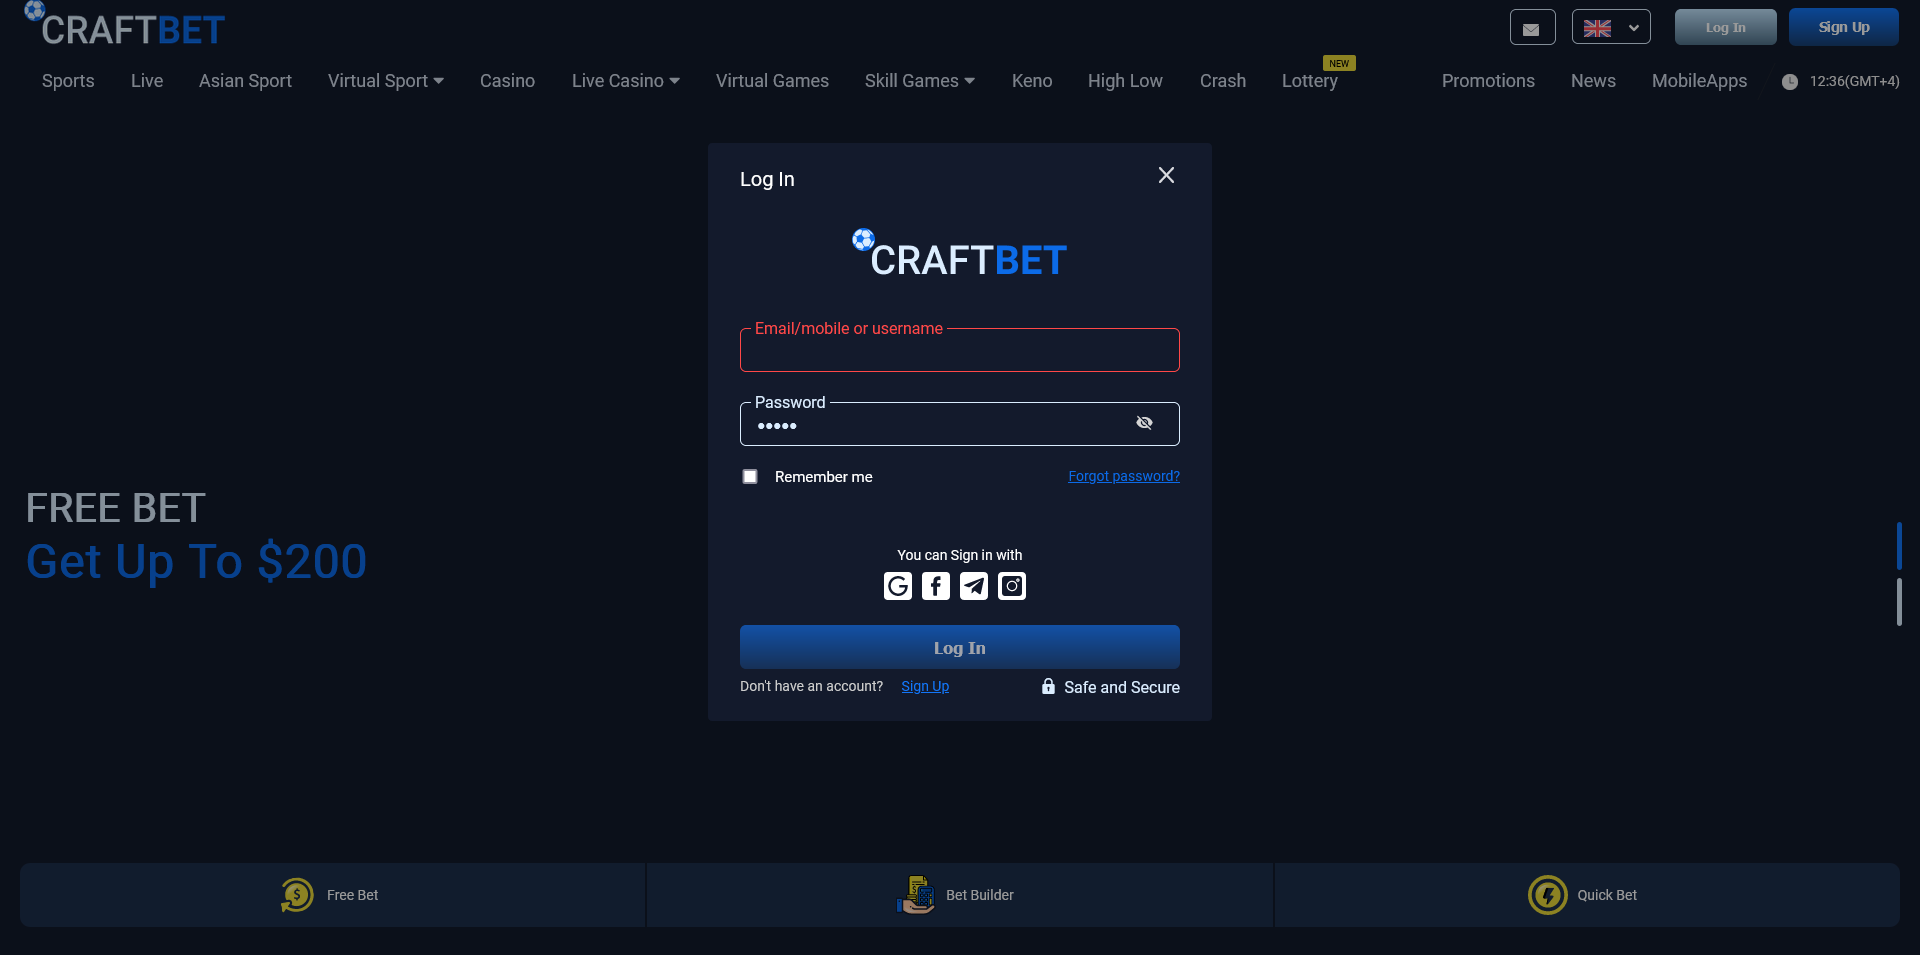 CRAFTBET
Log In
Sign Up
NEW
Sports Live Asian Sport Virtual Sport Casino Live Casino Virtual Games Skill Games Keno High Low Crash Lottery Promotions News MobileApps 12:36(GMT+4)
Log In
CRAFTBET
Email/mobile or username
Password
Remember me Forgot password?
FREE BET
Get Up To $200
You can Sign in with
Log In
Don't have an account? Sign Up Safe and Secure
Free Bet Bet Builder Quick Bet